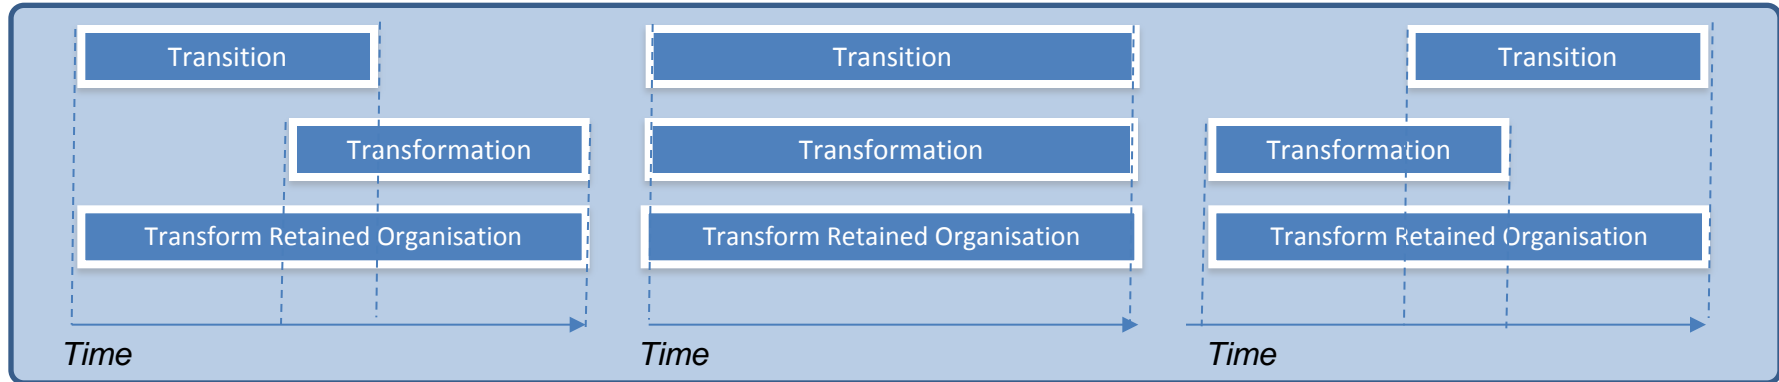 Transition
Transformation
Transform Retained Organisation
Time
Transition
Transformation
Transform Retained Organisation
Time
Transition
Transformation
Transform Retained Organisation
Time